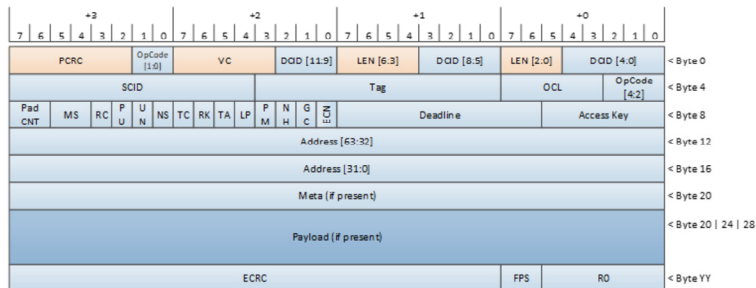 +3 +2 +1 +0
7 6 5 4 3 2 1 0 7 6 5 4 3 2 1 0 7 6 5 4 3 2 1 0 7 6 5 4 3 2 1 0
PCRC OpCode [1:0] VC DCID [11:9] LEN [6:3] DCID [8:5] LEN [2:0] DCID [4:0] < Byte 0
SCID Tag OCL OpCode [4:2] < Byte 4
Pad CNT MS RC PU UN NS TC RK TA LP PM NH GC ECN Deadline Access Key < Byte 8
Address [63:32] < Byte 12
Address [31:0] < Byte 16
Meta (if present) < Byte 20
Payload (if present) < Byte 20 | 24 | 28
ECRC FPS R0 < Byte YY